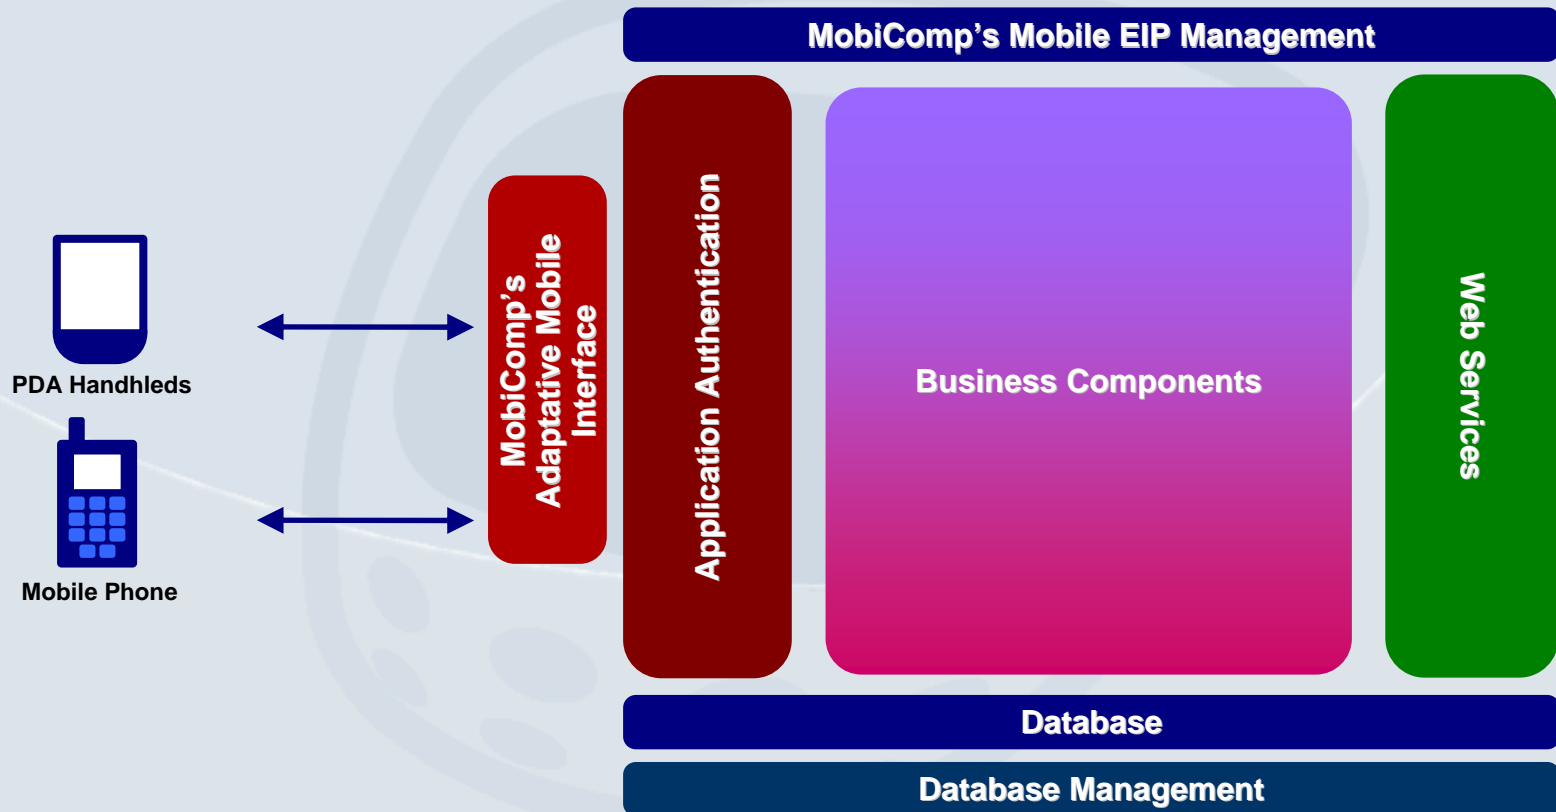 MobiComp's Mobile EIP Management
PDA Handhleds
Mobile Phone
MobiComp's
Adaptative Mobile
Interface
Application Authentication
Business Components
Web Services
Database
Database Management